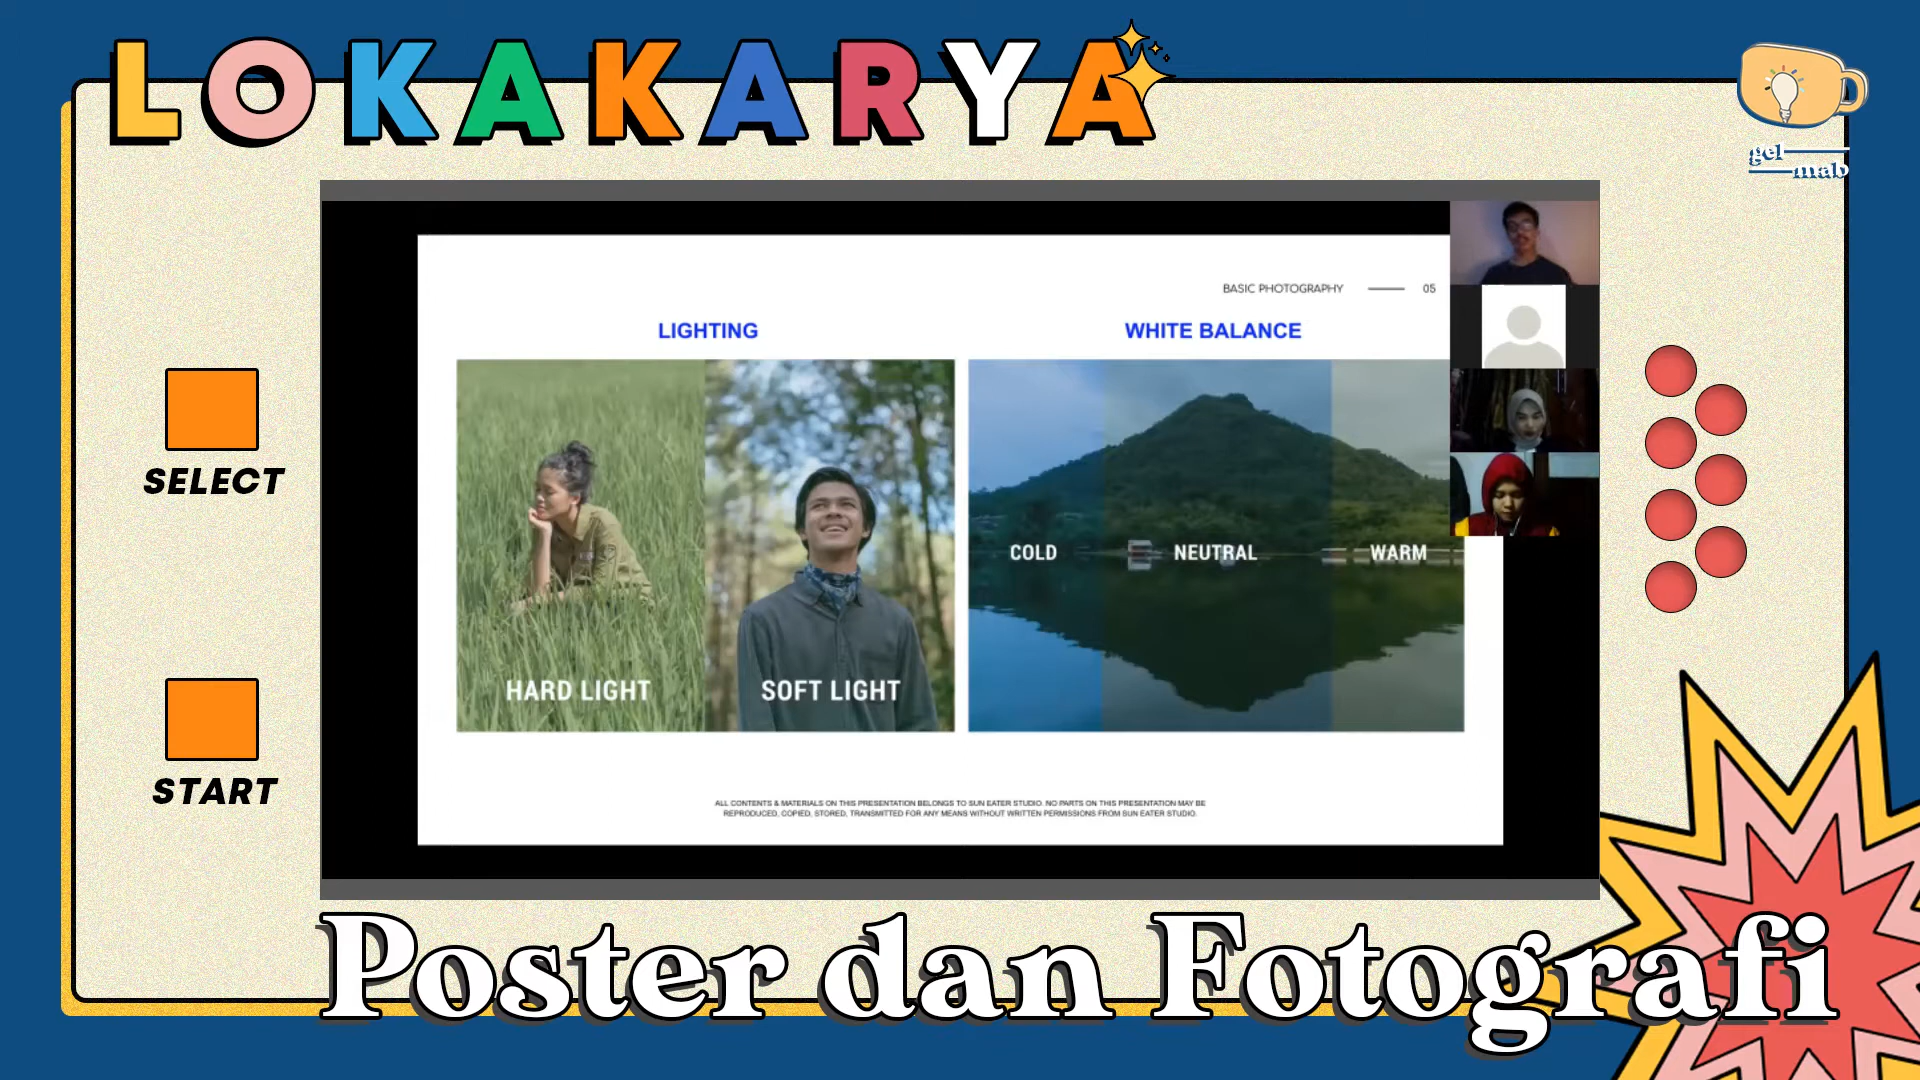 LOKAKARYA
gel
mab
BASIC PHOTOGRAPHY 05
LIGHTING
WHITE BALANCE
HARD LIGHT
SOFT LIGHT
COLD
NEUTRAL
WARM
ALL CONTENTS & MATERIALS ON THIS PRESENTATION BELONGS TO SUN EATER STUDIO. NO PARTS ON THIS PRESENTATION MAY BE
REPRODUCED, COPIED, STORED, TRANSMITTED FOR ANY MEANS WITHOUT WRITTEN PERMISSIONS FROM SUN EATER STUDIO.
SELECT
START
Poster dan Fotografi